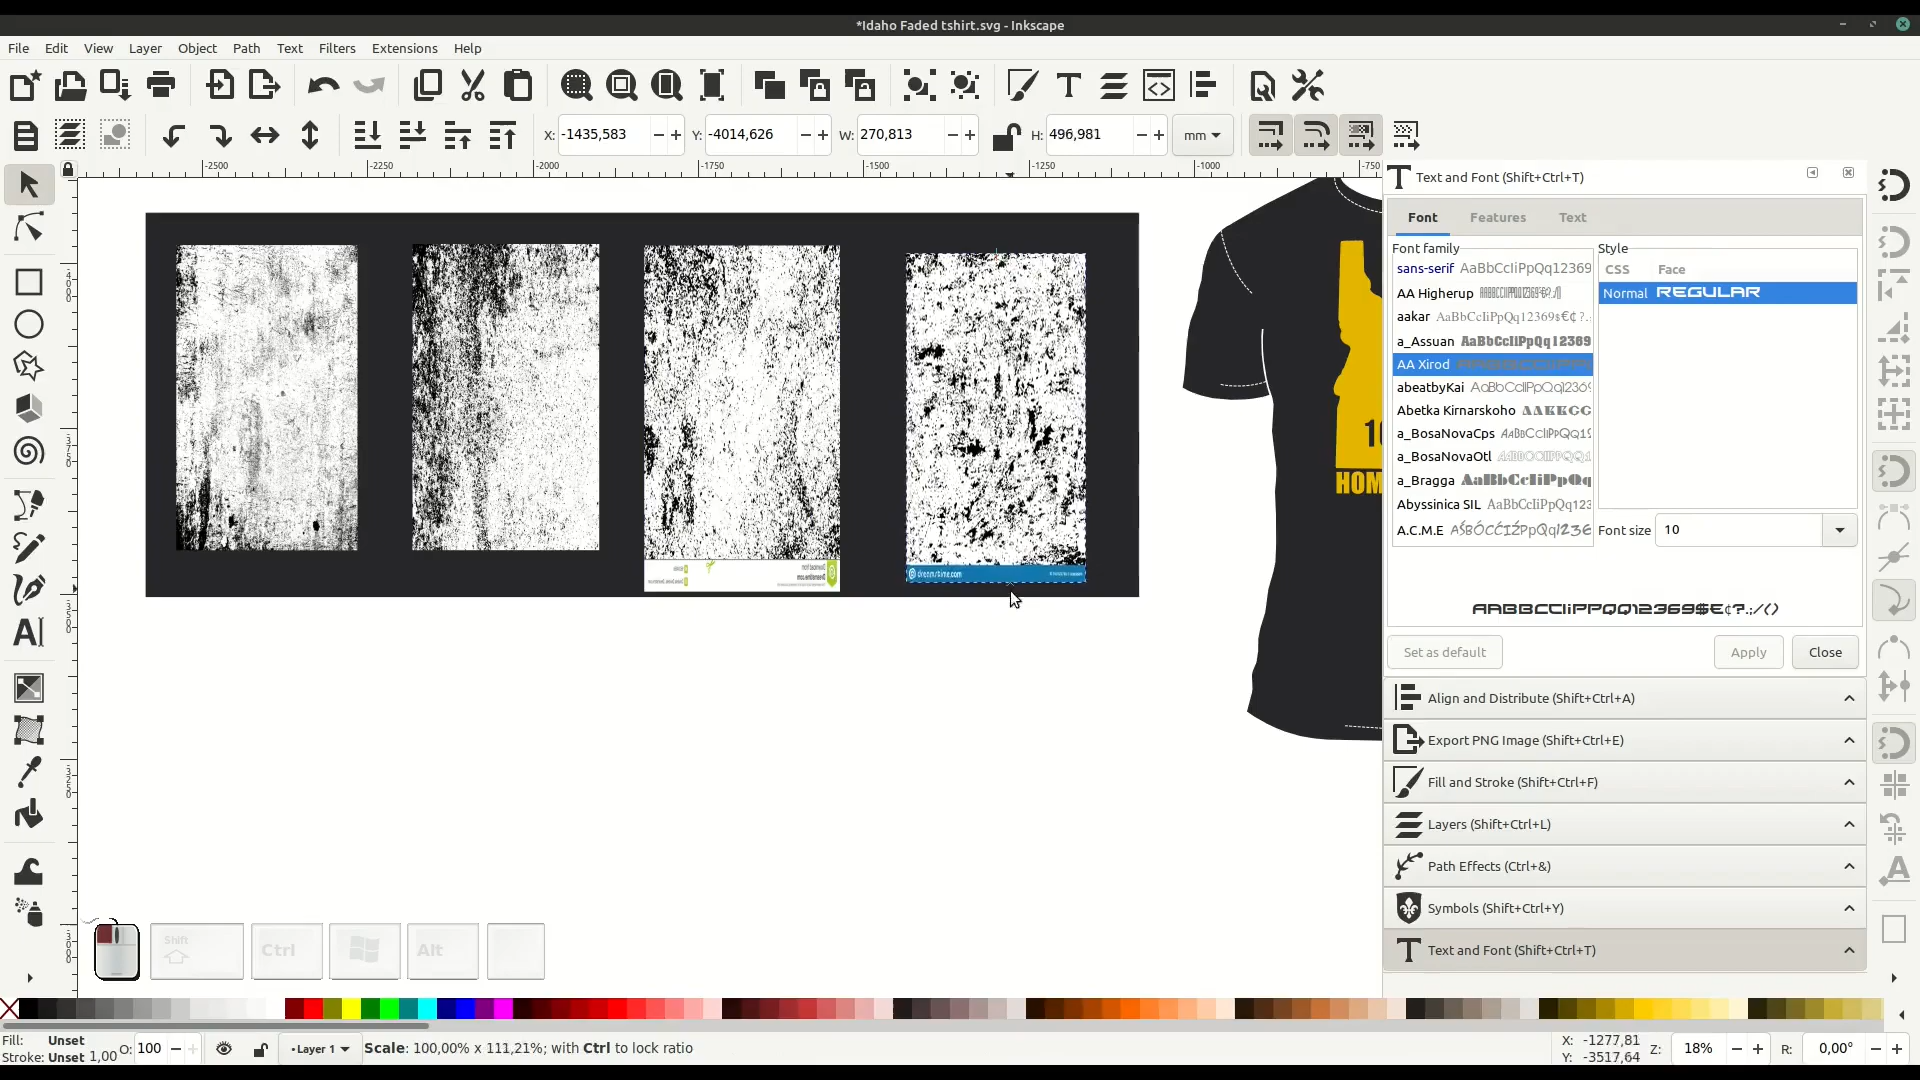 *Idaho Faded tshirt.svg - Inkscape
File Edit View Layer Object Path Text Filters Extensions Help
X: -1435,583 Y: -4014,626 W: 270,813 H: 496,981 mm
-2500 -2250 -2000 -1750 -1500 -1250 -1000 -750
Text and Font (Shift+Ctrl+T)
Font Features Text
Font family Style
sans-serif AaBbCcIiPpQq12369
CSS Face
AA Higherup
Normal REGULAR
aakar AaBbCcIiPpQq12369$€¢?.;
a_Assuan AaBbCcIiPpQq12369
AA Xirod
abeatbyKai AaBbCcIiPpQq1236
Abetka Kirnarskoho
a_BosaNovaCps
a_BosaNovaOtl
a_Bragga AaBbCcIiPpQq
Abyssinica SIL AaBbCcIiPpQq123
A.C.M.E
Font size 10
HOM
dreamstime.com
AABBCCIiPPQQ12369$€¢?.;/()
Set as default Apply Close
Align and Distribute (Shift+Ctrl+A)
Export PNG Image (Shift+Ctrl+E)
Fill and Stroke (Shift+Ctrl+F)
Layers (Shift+Ctrl+L)
Path Effects (Ctrl+&)
Symbols (Shift+Ctrl+Y)
Text and Font (Shift+Ctrl+T)
Shift Ctrl Alt
Fill: Unset
Stroke: Unset 1,00 O: 100 •Layer 1 Scale: 100,00% x 111,21%; with Ctrl to lock ratio
X: -1277,81
Y: -3517,64
Z: 18% R: 0,00°